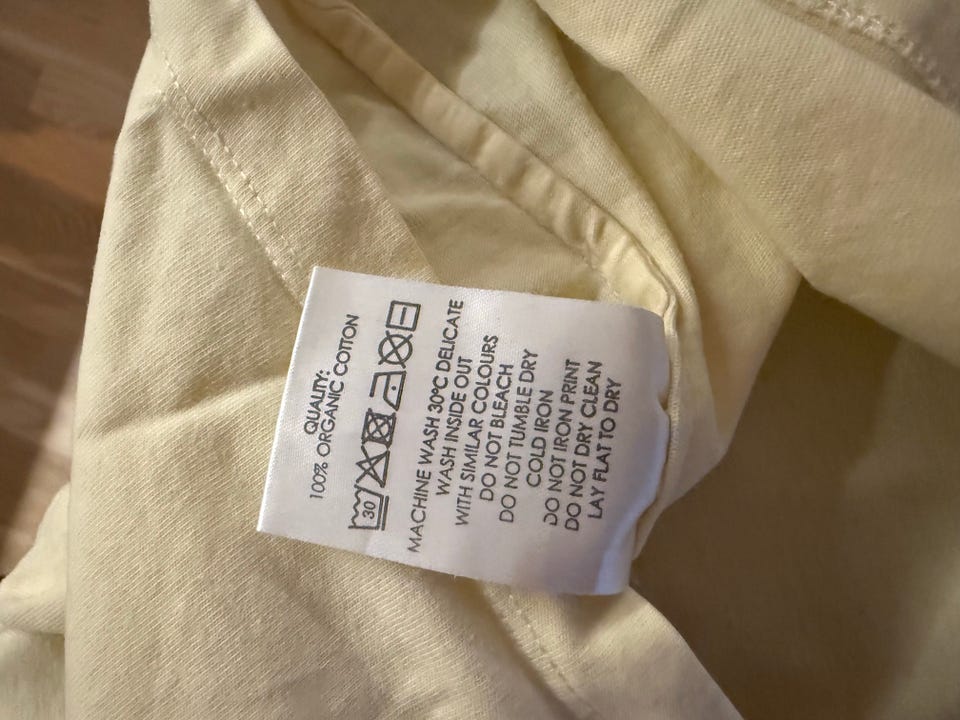 QUALITY:
100% ORGANIC COTTON
30
MACHINE WASH 30°C DELICATE
WASH INSIDE OUT
WITH SIMILAR COLOURS
DO NOT BLEACH
DO NOT TUMBLE DRY
COLD IRON
DO NOT IRON PRINT
DO NOT DRY CLEAN
LAY FLAT TO DRY